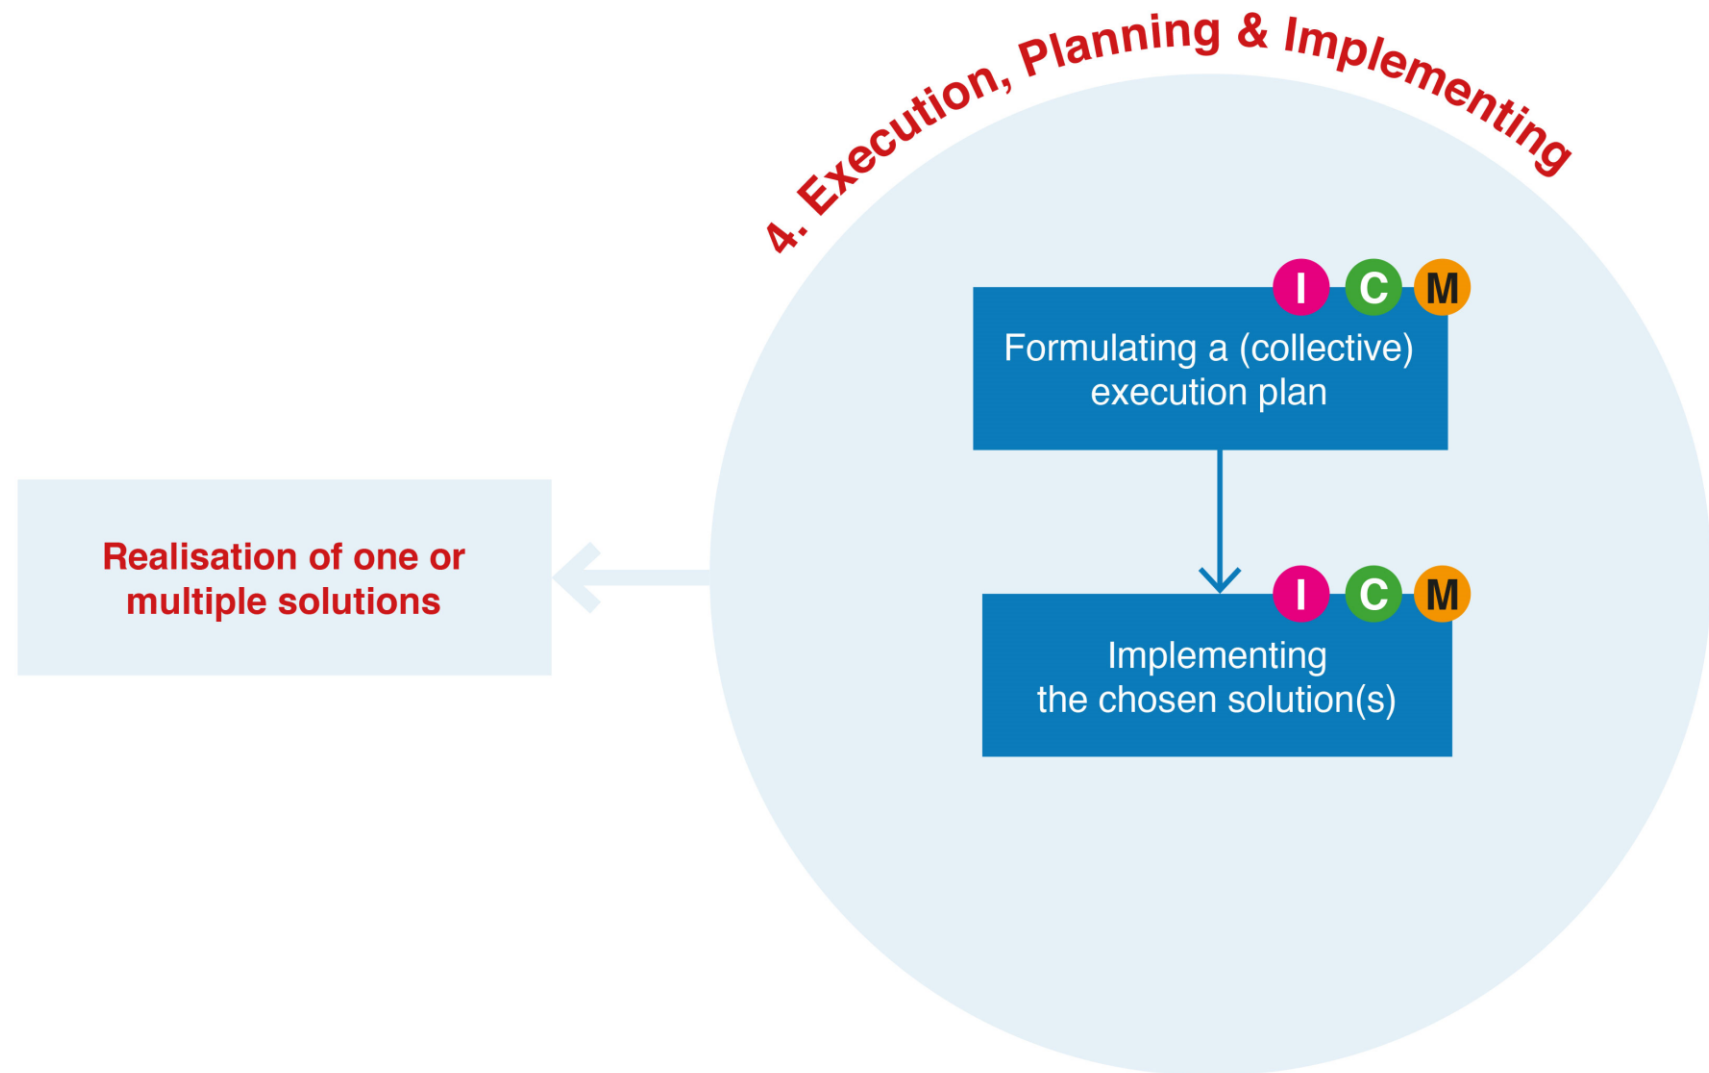 4. Execution, Planning & Implementing
I C M
Formulating a (collective)
execution plan
Realisation of one or
multiple solutions
I C M
Implementing
the chosen solution(s)